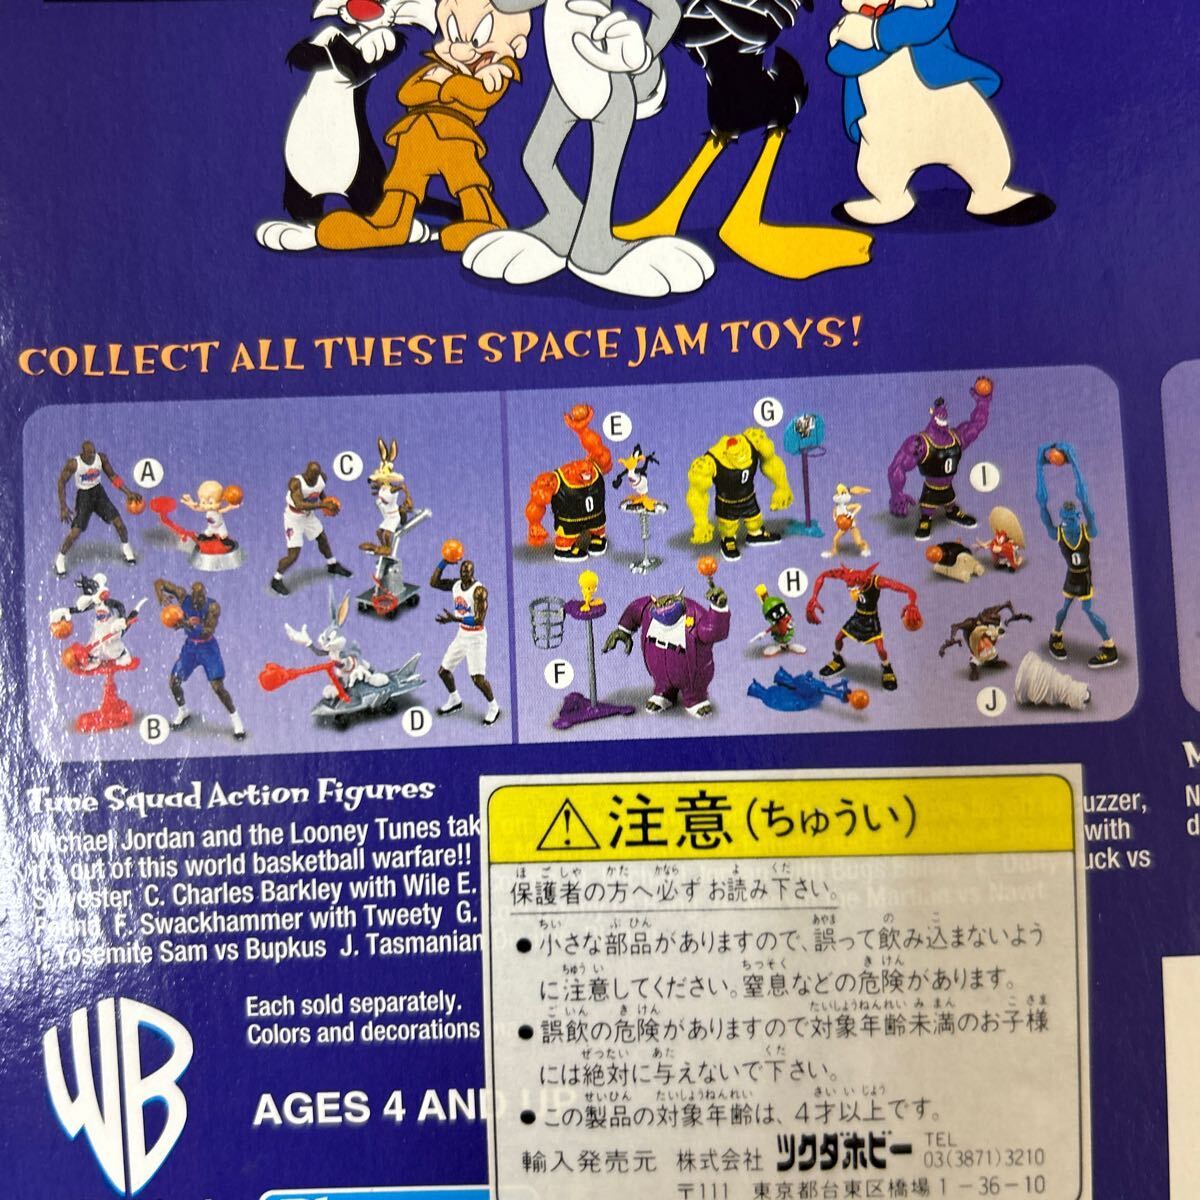 COLLECT ALL THESE SPACE JAM TOYS!
A
B
C
D
E
F
G
H
I
J
Tune Squad Action Figures
Michael Jordan and the Looney Tunes tak
out of this world basketball warfare!!
Sylvester C. Charles Barkley with Wile E.
Pound F. Swackhammer with Tweety G.
I. Yosemite Sam vs Bupkus J. Tasmanian
uzzer,
with
uck vs
Each sold separately.
Colors and decorations
AGES 4 AND UP
WB
注意(ちゅうい)
保護者の方へ必ずお読み下さい。
●小さな部品がありますので、誤って飲み込まないよう
に注意してください。窒息などの危険があります。
●誤飲の危険がありますので対象年齢未満のお子様
には絶対に与えないで下さい。
●この製品の対象年齢は、4才以上です。
輸入発売元 株式会社 ツクダホビー TEL 03(3871)3210
〒111 東京都台東区橋場1-36-10